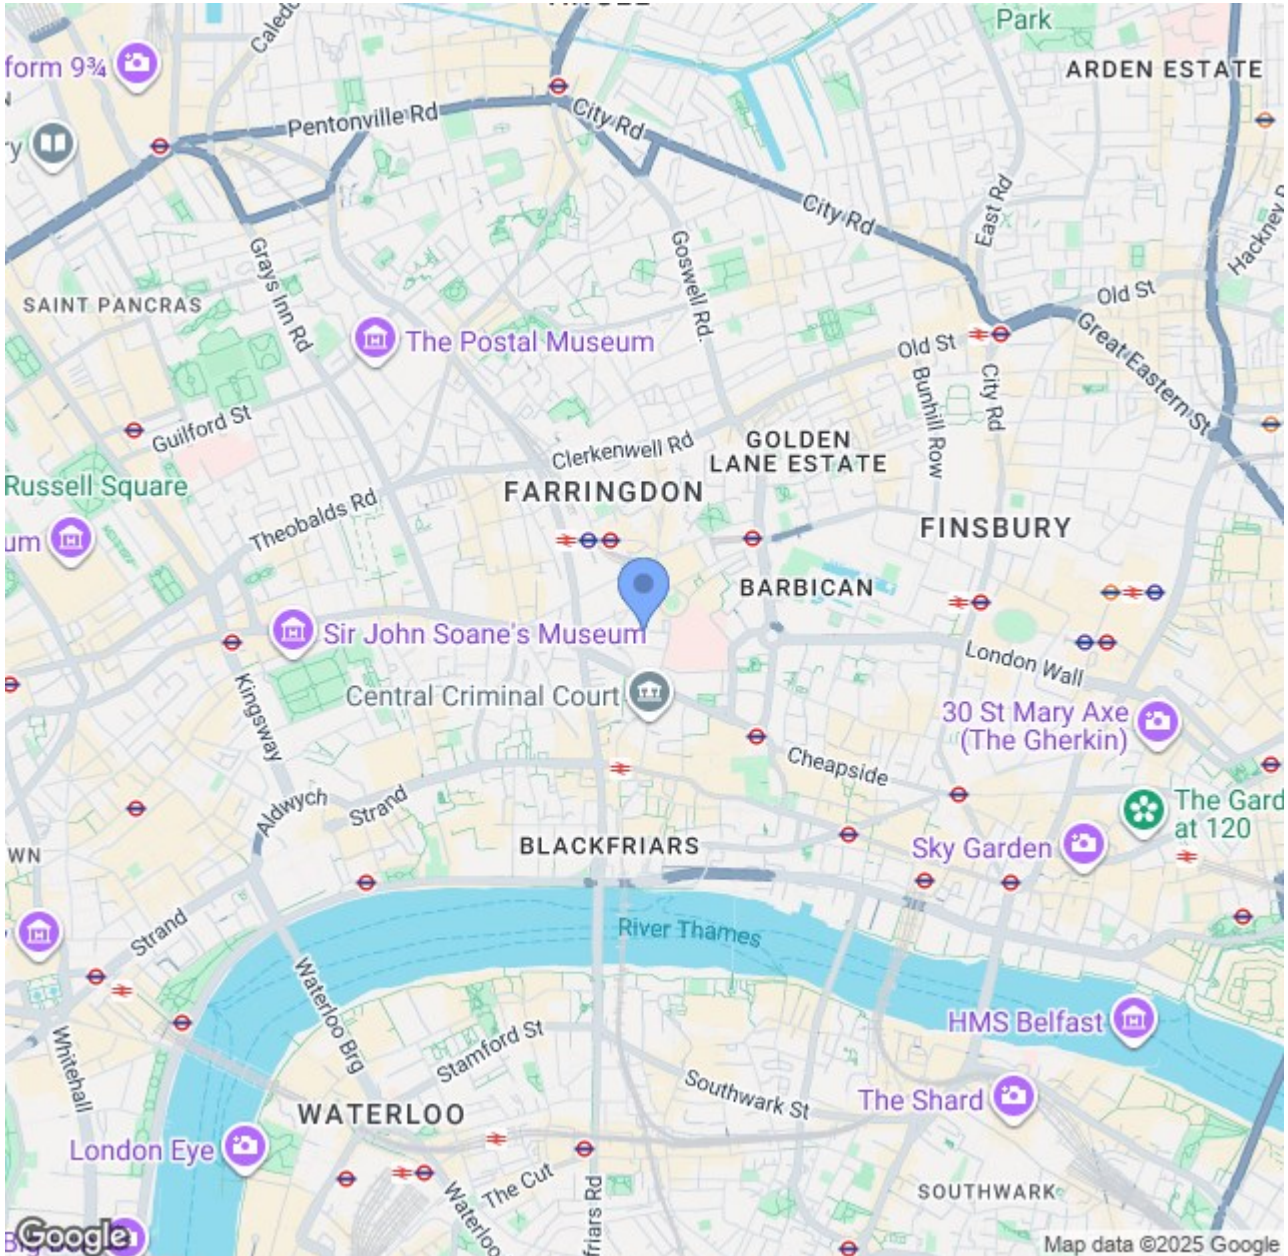 Park
ARDEN ESTATE
form 9¾
Pentonville Rd
City Rd
City Rd
East Rd
Grays Inn Rd
Goswell Rd.
SAINT PANCRAS
Old St
The Postal Museum
Great Eastern St
Old St
Bunhill Row
City Rd
Guilford St
Clerkenwell Rd
GOLDEN
LANE ESTATE
Russell Square
FARRINGDON
Theobalds Rd
FINSBURY
um
BARBICAN
Sir John Soane's Museum
London Wall
Central Criminal Court
Kingsway
30 St Mary Axe
(The Gherkin)
Cheapside
Aldwych
Strand
The Gard
at 120
BLACKFRIARS
Sky Garden
WN
River Thames
Strand
Waterloo Brg
HMS Belfast
Whitehall
Stamford St
Southwark St
The Shard
WATERLOO
London Eye
The Cut
SOUTHWARK
Waterloo
friars Rd
Google
Map data ©2025 Google